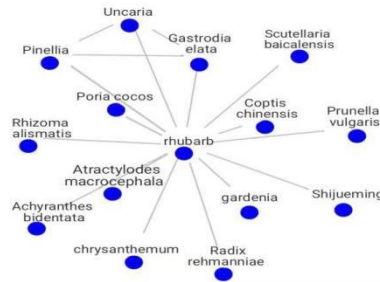 Uncaria
Pinellia
Gastrodia
elata
Scutellaria
baicalensis
Poria cocos
Coptis
chinensis
Prunella
vulgaris
Rhizoma
alismatis
rhubarb
Atractylodes
macrocephala
Achyranthes
bidentata
gardenia
Shijueming
chrysanthemum
Radix
rehmanniae